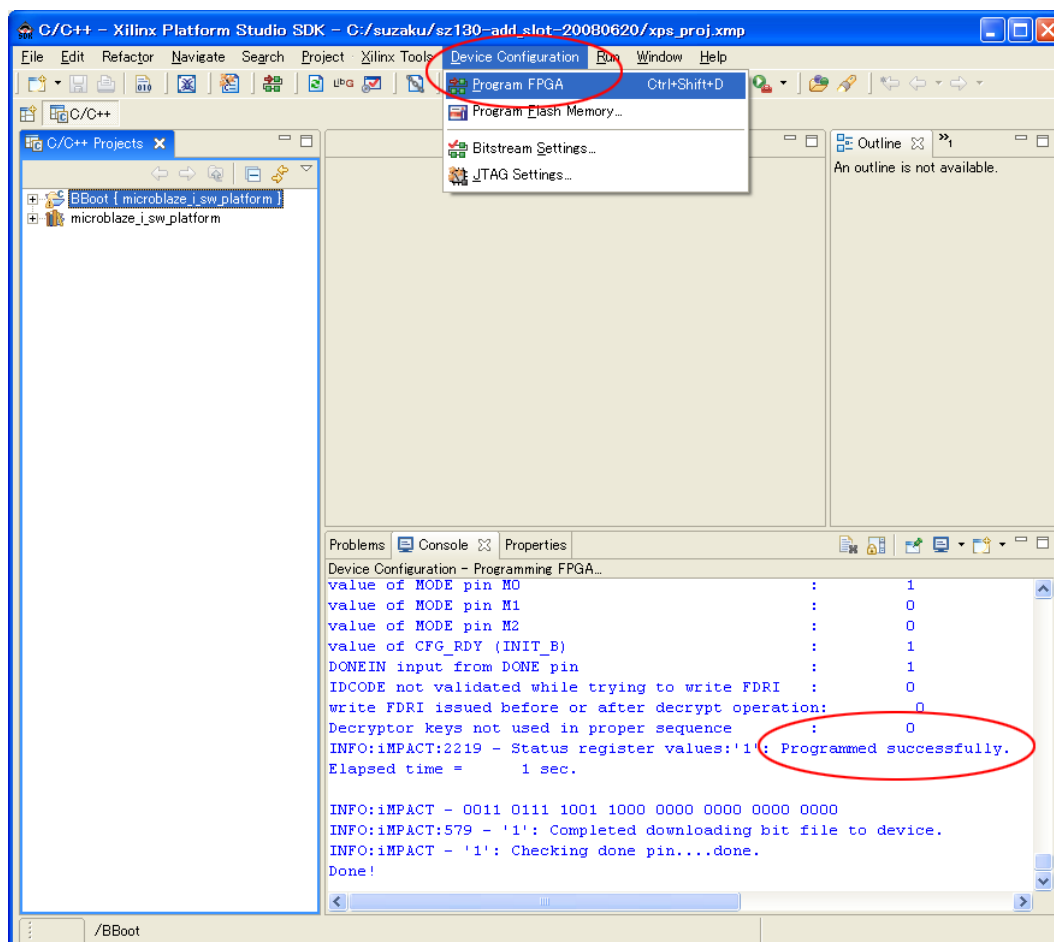 C/C++ - Xilinx Platform Studio SDK - C:/suzaku/sz130-add_slot-20080620/xps_proj.xmp
File Edit Refactor Navigate Search Project Xilinx Tools Device Configuration Run Window Help
Program FPGA Ctrl+Shift+D
Program Flash Memory...
Bitstream Settings...
JTAG Settings...
C/C++
C/C++ Projects
BBoot { microblaze_i_sw_platform }
microblaze_i_sw_platform
Outline 1
An outline is not available.
Problems Console Properties
Device Configuration - Programming FPGA...
value of MODE pin M0 : 1
value of MODE pin M1 : 0
value of MODE pin M2 : 0
value of CFG_RDY (INIT_B) : 1
DONEIN input from DONE pin : 1
IDCODE not validated while trying to write FDRI : 0
write FDRI issued before or after decrypt operation: 0
Decryptor keys not used in proper sequence : 0
INFO:iMPACT:2219 - Status register values:'1': Programmed successfully.
Elapsed time = 1 sec.
INFO:iMPACT - 0011 0111 1001 1000 0000 0000 0000 0000
INFO:iMPACT:579 - '1': Completed downloading bit file to device.
INFO:iMPACT - '1': Checking done pin....done.
Done!
/BBoot